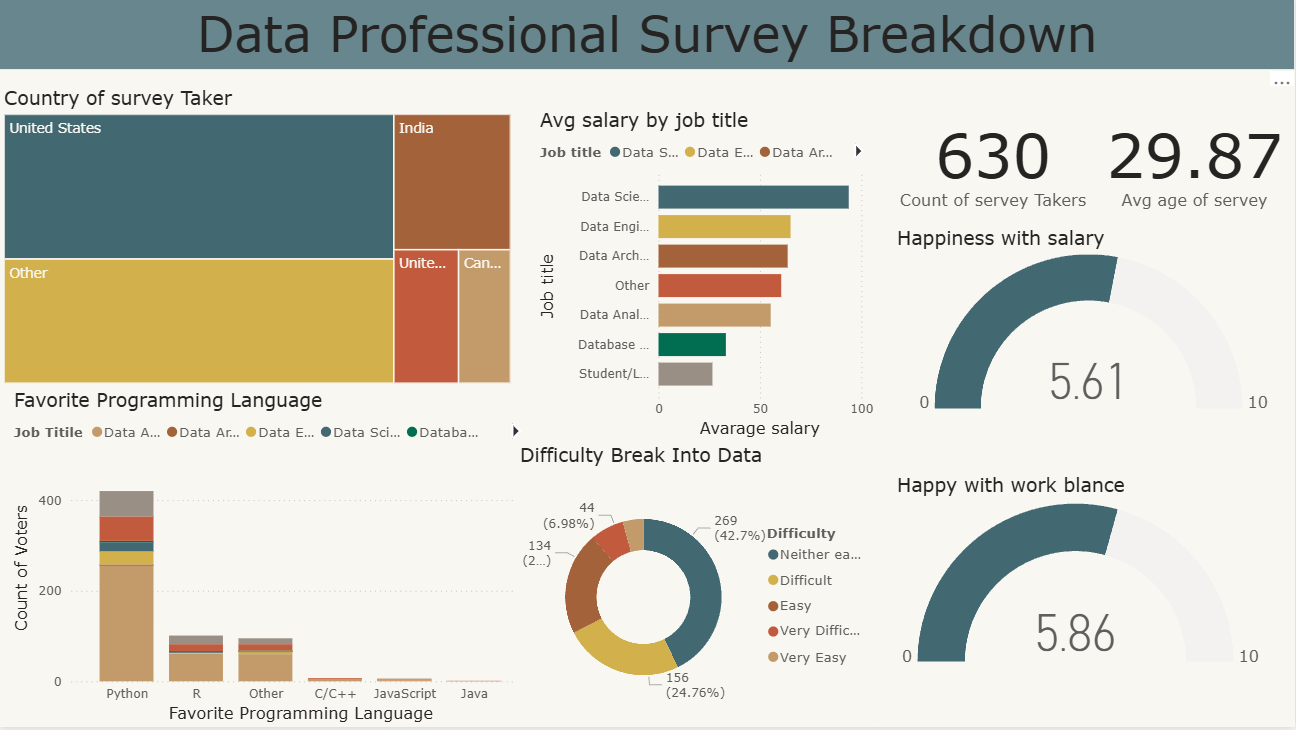 Data Professional Survey Breakdown
...
Country of survey Taker
United States
India
Other
Unite...
Can...
Avg salary by job title
Job title Data S... Data E... Data Ar...
Job title
Data Scie...
Data Engi...
Data Arch...
Other
Data Anal...
Database ...
Student/L...
0 50 100
Avarage salary
630
Count of servey Takers
29.87
Avg age of servey
Happiness with salary
5.61
0 10
Favorite Programming Language
Job Titile Data A... Data Ar... Data E... Data Sci... Databa...
Count of Voters
400
200
0
Python R Other C/C++ JavaScript Java
Favorite Programming Language
Difficulty Break Into Data
44
(6.98%)
269
(42.7%)
134
(2...)
156
(24.76%)
Difficulty
Neither ea...
Difficult
Easy
Very Diffic...
Very Easy
Happy with work blance
5.86
0 10